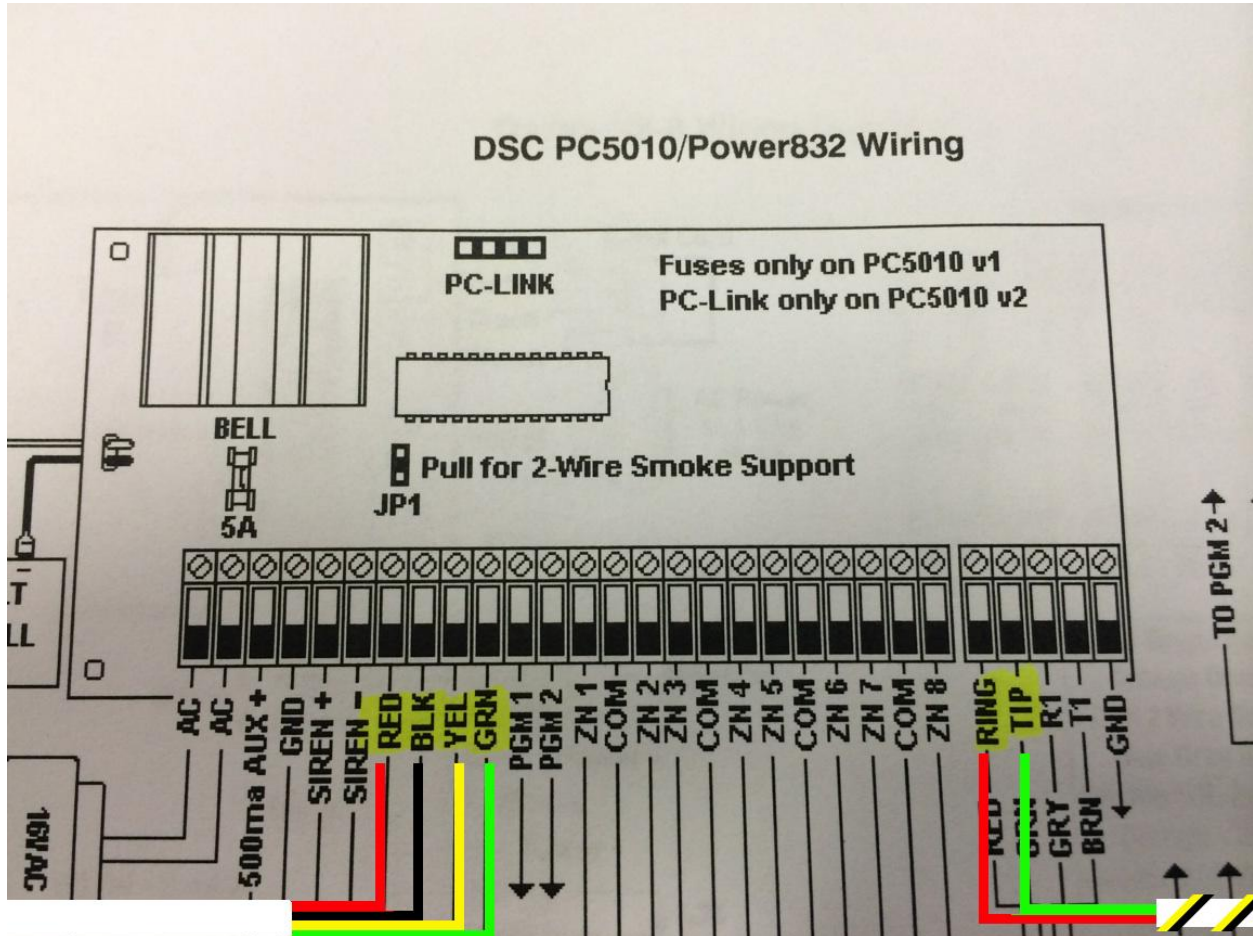 DSC PC5010/Power832 Wiring
PC-LINK
Fuses only on PC5010 v1
PC-Link only on PC5010 v2
BELL
5A
JP1
Pull for 2-Wire Smoke Support
LT
LL
TO PGM 2
AC
AC
500ma AUX +
GND
SIREN +
SIREN -
RED
BLK
YEL
GRN
PGM 1
PGM 2
ZN 1
COM
ZN 2
ZN 3
COM
ZN 4
ZN 5
COM
ZN 6
ZN 7
COM
ZN 8
RING
TIP
R1
T1
GND
RED
GRN
GRY
BRN
16VAC